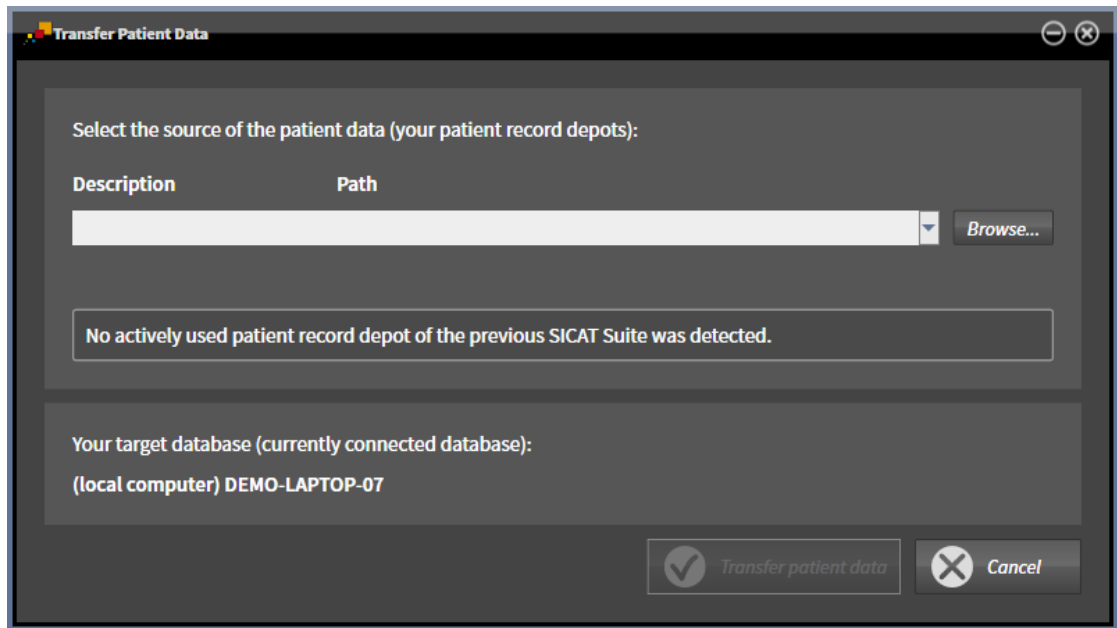 Transfer Patient Data
Select the source of the patient data (your patient record depots):
Description Path
Browse...
No actively used patient record depot of the previous SICAT Suite was detected.
Your target database (currently connected database):
(local computer) DEMO-LAPTOP-07
Transfer patient data Cancel